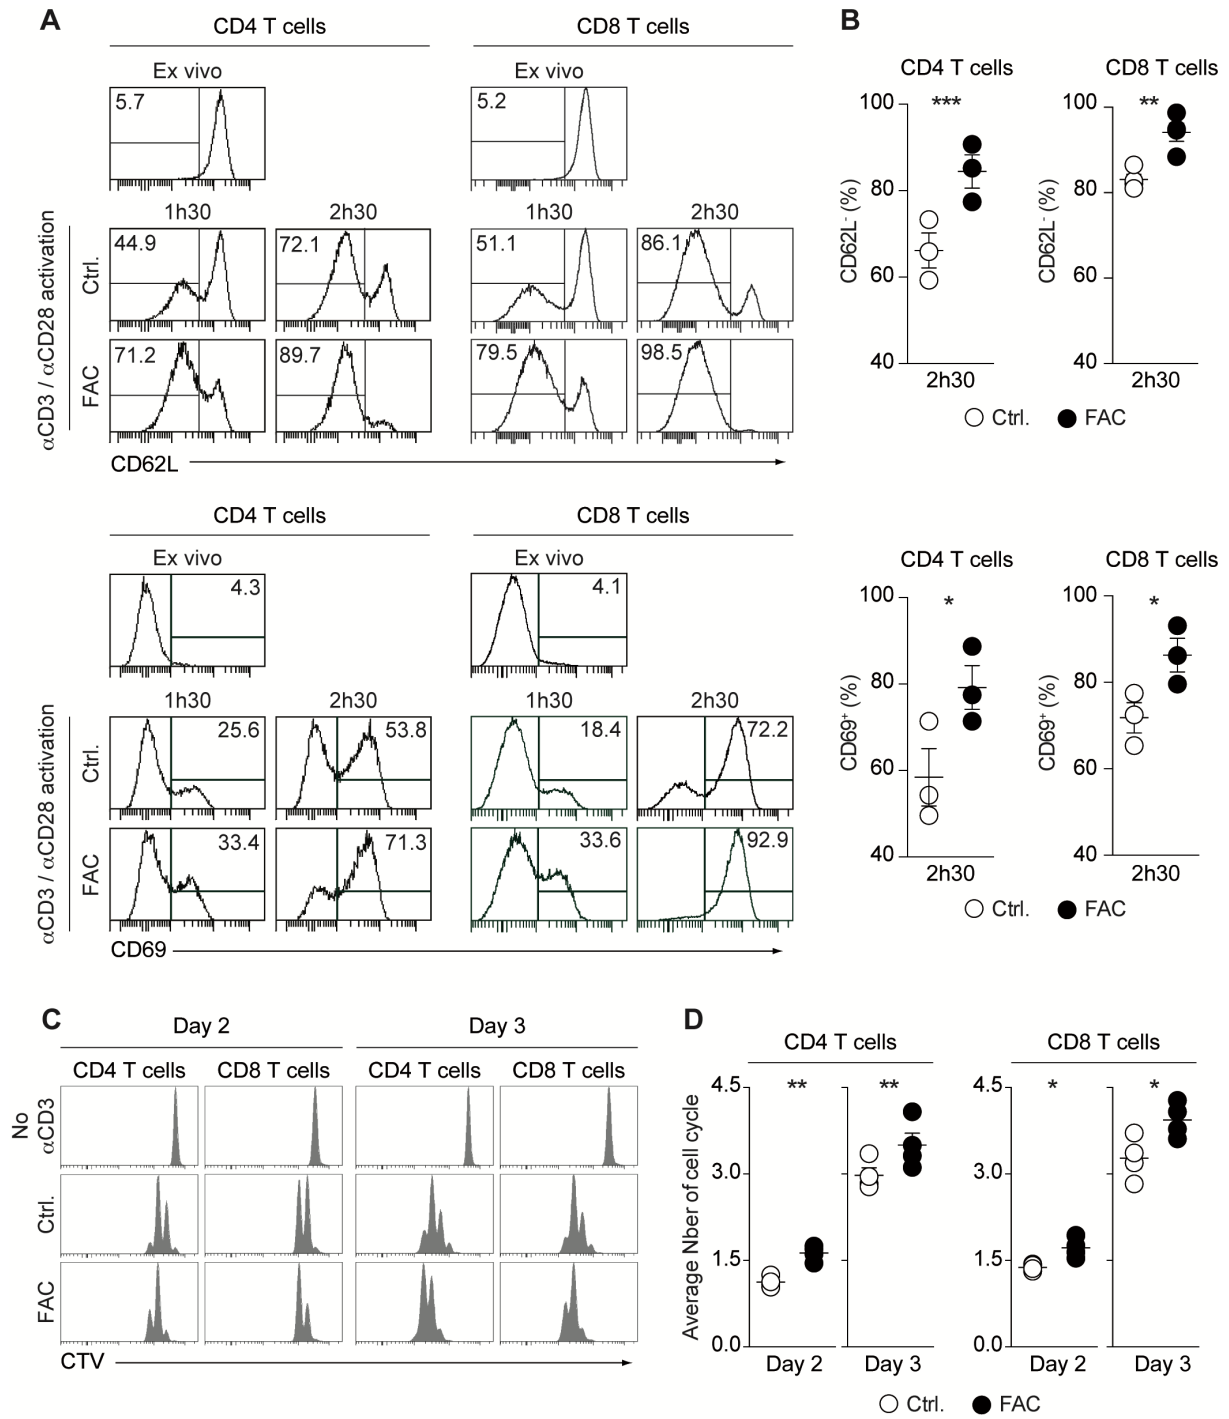 A
CD4 T cells
CD8 T cells
Ex vivo
Ex vivo
5.7
5.2
1h30
2h30
1h30
2h30
αCD3 / αCD28 activation
Ctrl.
44.9
72.1
51.1
86.1
FAC
71.2
89.7
79.5
98.5
CD62L
CD4 T cells
CD8 T cells
Ex vivo
Ex vivo
4.3
4.1
1h30
2h30
1h30
2h30
αCD3 / αCD28 activation
Ctrl.
25.6
53.8
18.4
72.2
FAC
33.4
71.3
33.6
92.9
CD69
B
CD4 T cells
CD8 T cells
CD62L⁻ (%)
100
80
60
40
***
2h30
CD62L⁻ (%)
100
80
60
40
**
2h30
Ctrl.
FAC
CD4 T cells
CD8 T cells
CD69⁺ (%)
100
80
60
40
*
2h30
CD69⁺ (%)
100
80
60
40
*
2h30
Ctrl.
FAC
C
Day 2
Day 3
CD4 T cells
CD8 T cells
CD4 T cells
CD8 T cells
No
αCD3
Ctrl.
FAC
CTV
D
CD4 T cells
CD8 T cells
Average Nber of cell cycle
4.5
3.0
1.5
0.0
**
**
Day 2
Day 3
4.5
3.0
1.5
0.0
*
*
Day 2
Day 3
Ctrl.
FAC